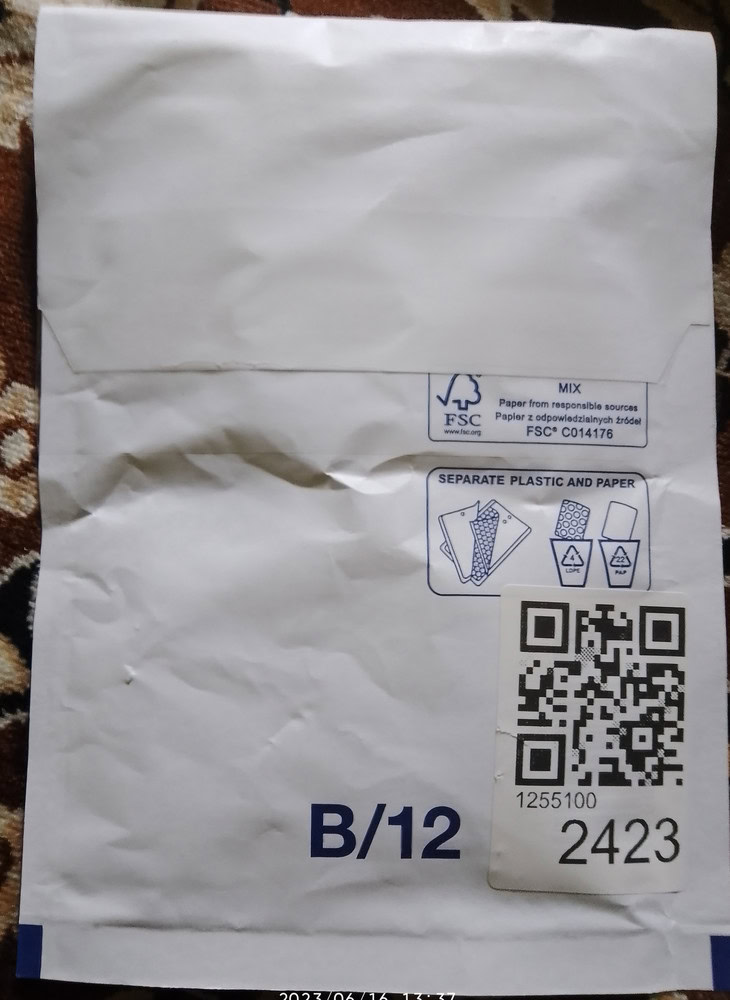 MIX
Paper from responsible sources
Papier z odpowiedzialnych źródeł
FSC® C014176
FSC
www.fsc.org
SEPARATE PLASTIC AND PAPER
4
LDPE
22
PAP
1255100
2423
B/12
2023/06/16 13:37